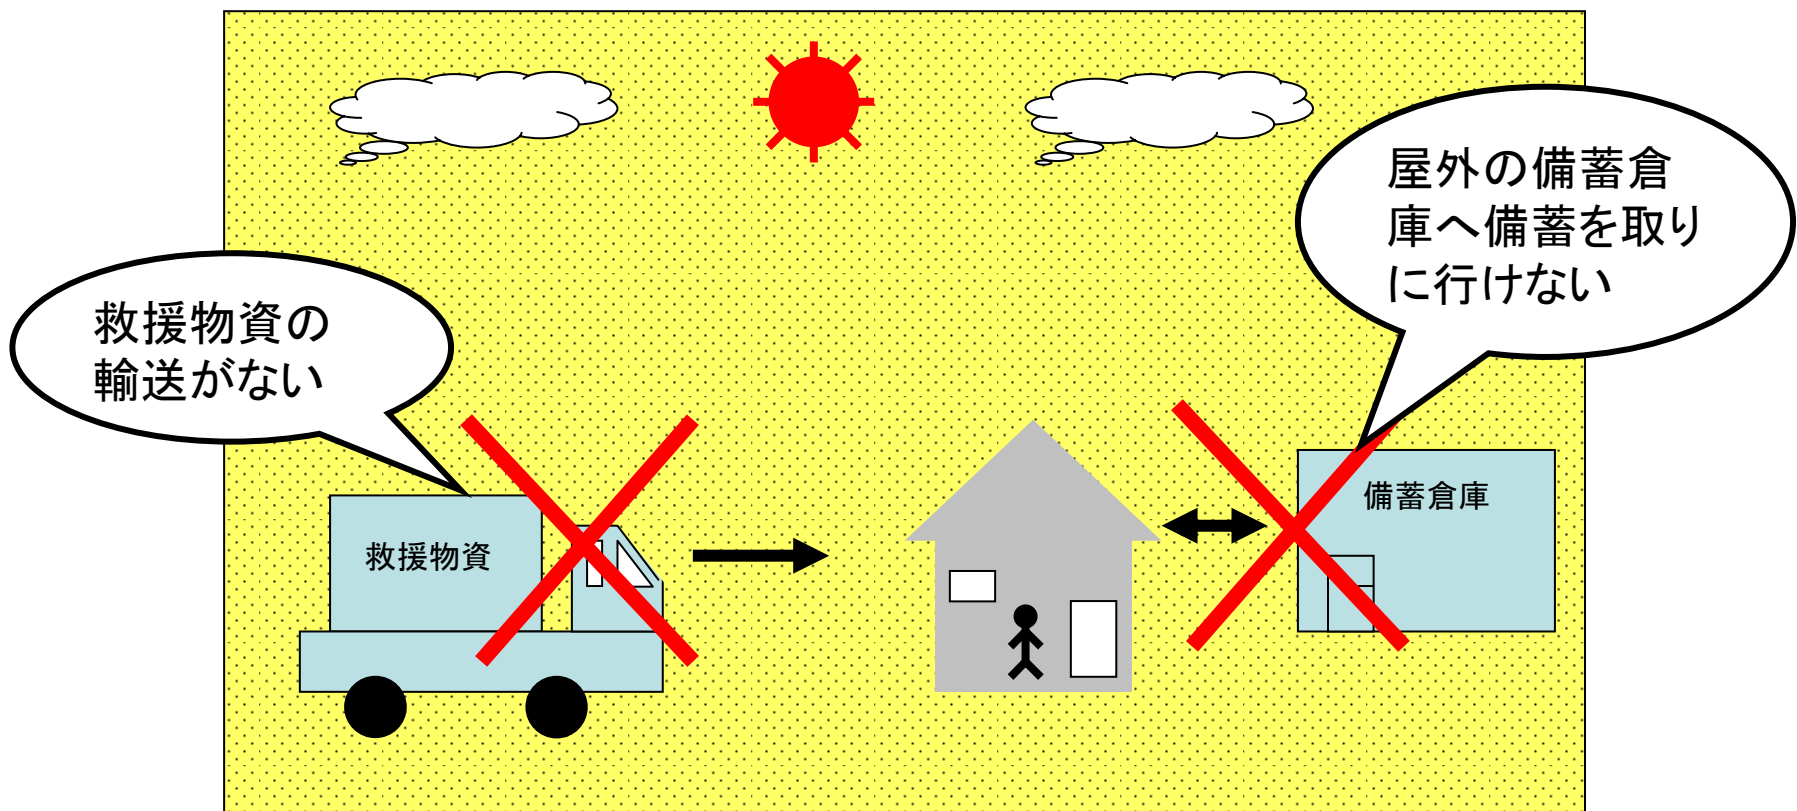 屋外の備蓄倉
庫へ備蓄を取り
に行けない
救援物資の
輸送がない
備蓄倉庫
救援物資